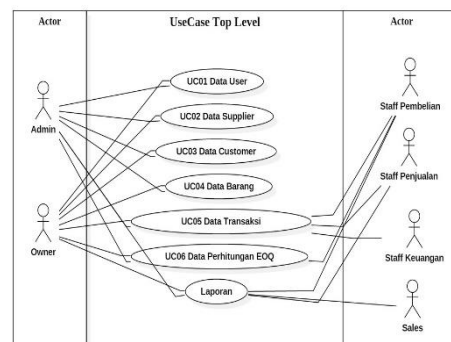 Actor
UseCase Top Level
Actor
UC01 Data User
UC02 Data Supplier
UC03 Data Customer
UC04 Data Barang
UC05 Data Transaksi
UC06 Data Perhitungan EOQ
Laporan
Admin
Owner
Staff Pembelian
Staff Penjualan
Staff Keuangan
Sales